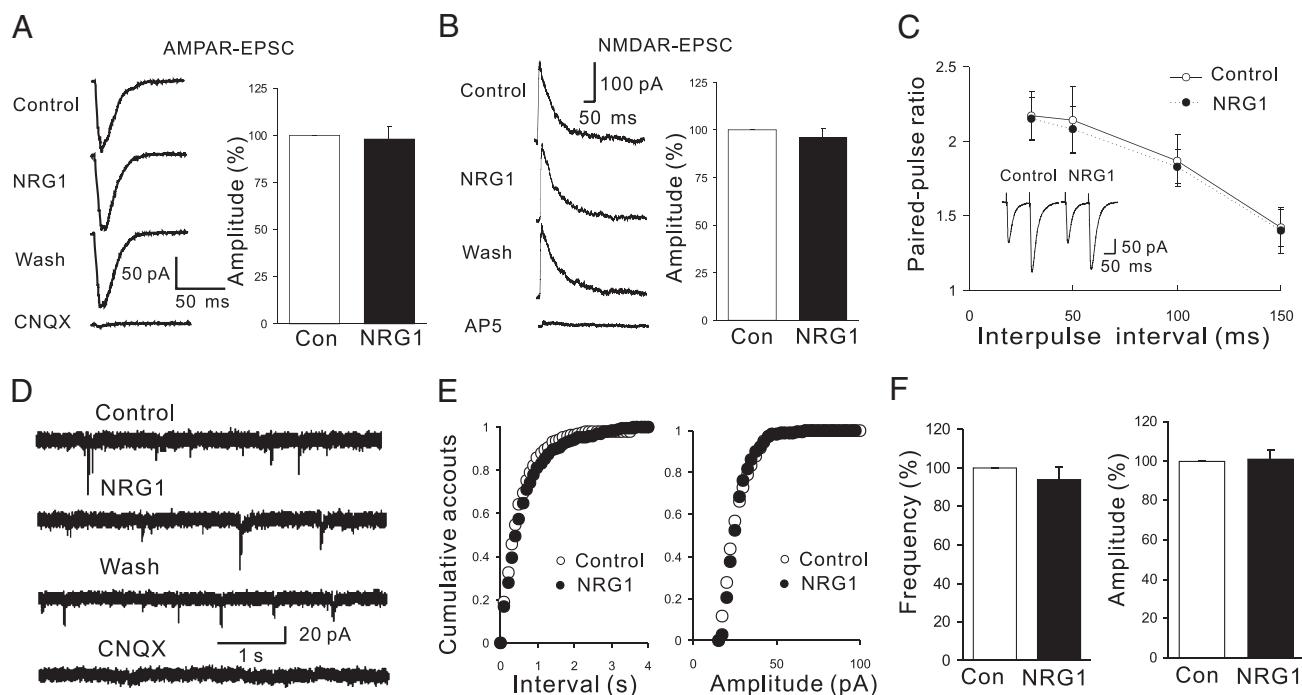 A
AMPAR-EPSC
Control
NRG1
Wash
50 pA
50 ms
CNQX
Amplitude (%)
125
100
75
50
25
0
Con NRG1
B
NMDAR-EPSC
100 pA
50 ms
Control
NRG1
Wash
AP5
Amplitude (%)
125
100
75
50
25
0
Con NRG1
C
Paired-pulse ratio
2.5
2
1.5
1
Control
NRG1
Control NRG1
50 pA
50 ms
0 50 100 150
Interpulse interval (ms)
D
Control
NRG1
Wash
20 pA
1 s
CNQX
E
Cumulative accouts
1
0.8
0.6
0.4
0.2
0
Control
NRG1
0 1 2 3 4
Interval (s)
1
0.8
0.6
0.4
0.2
0
Control
NRG1
0 50 100
Amplitude (pA)
F
Frequency (%)
120
100
80
60
40
20
0
Con NRG1
Amplitude (%)
120
100
80
60
40
20
0
Con NRG1